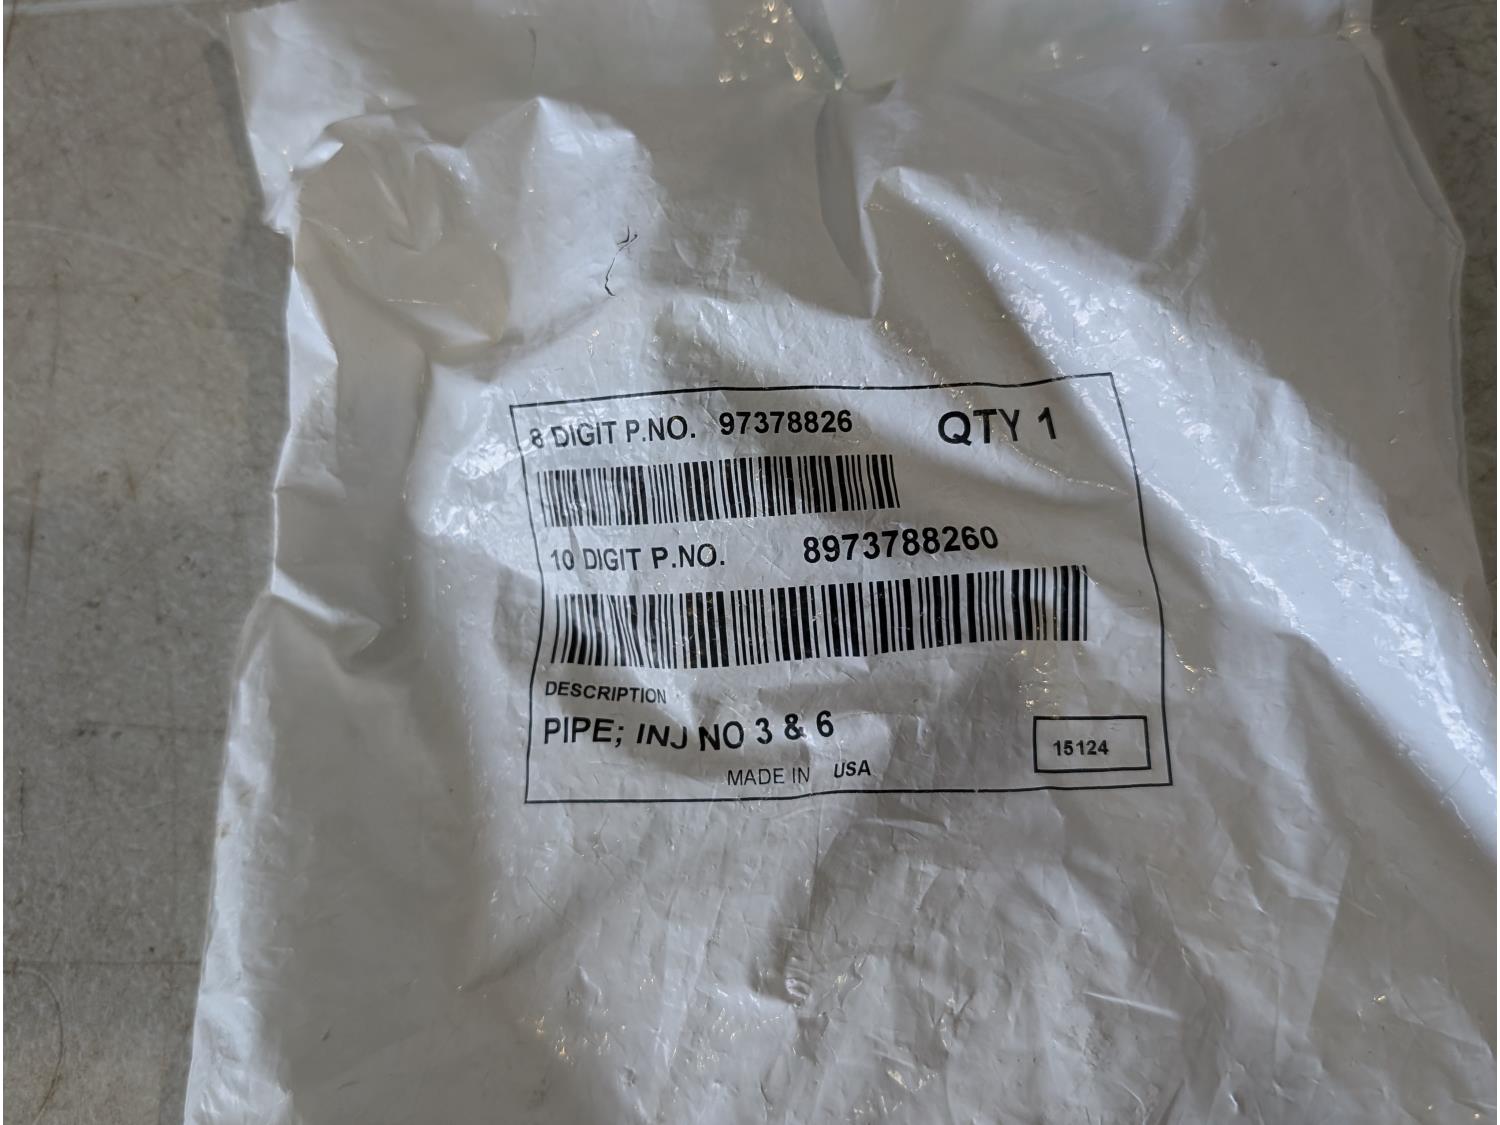 8 DIGIT P.NO. 97378826 QTY 1
10 DIGIT P.NO. 8973788260
DESCRIPTION
PIPE; INJ NO 3 & 6
15124
MADE IN USA